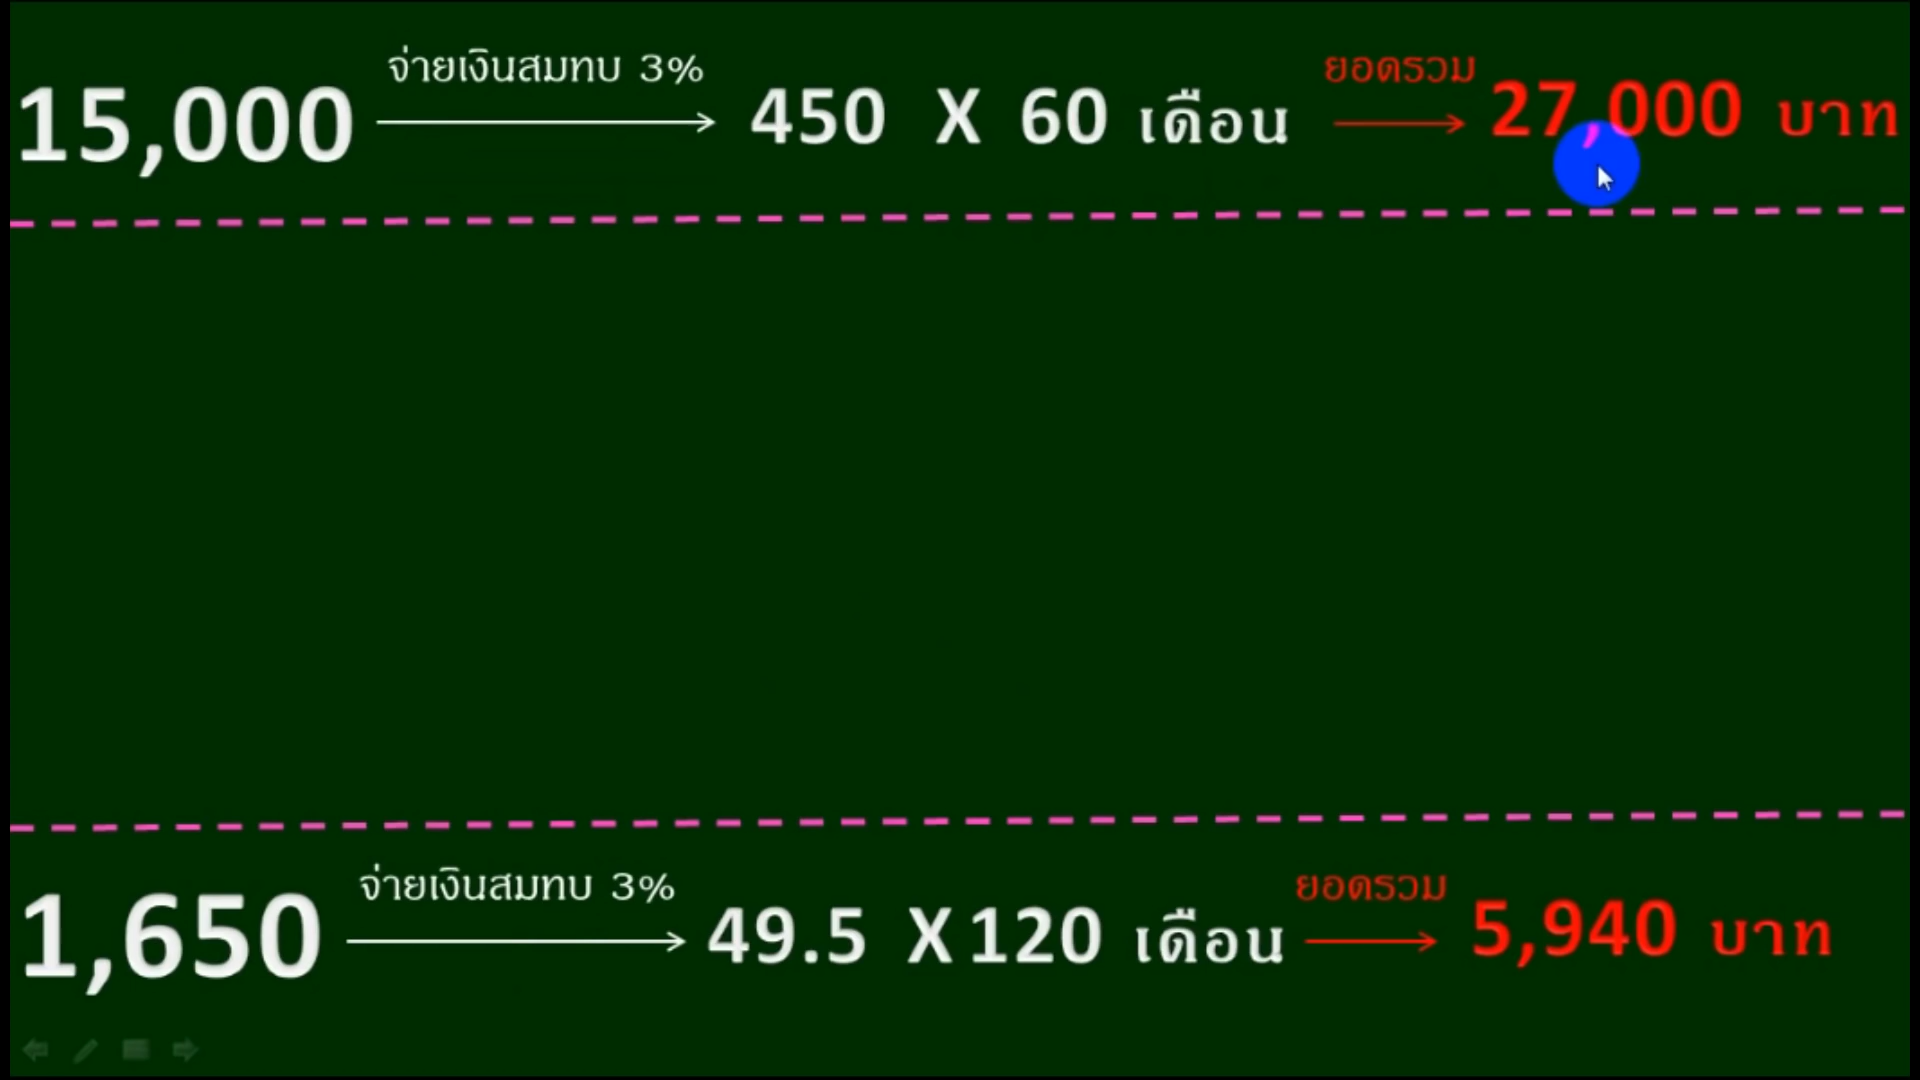 15,000 จ่ายเงินสมทบ 3% 450 X 60 เดือน ยอดรวม 27,000 บาท
1,650 จ่ายเงินสมทบ 3% 49.5 X 120 เดือน ยอดรวม 5,940 บาท